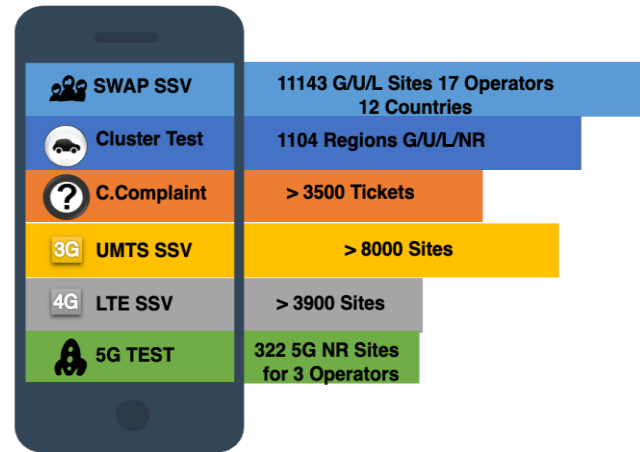 SWAP SSV
11143 G/U/L Sites 17 Operators
12 Countries
Cluster Test
1104 Regions G/U/L/NR
? C.Complaint
> 3500 Tickets
3G UMTS SSV
> 8000 Sites
4G LTE SSV
> 3900 Sites
5G TEST
322 5G NR Sites
for 3 Operators